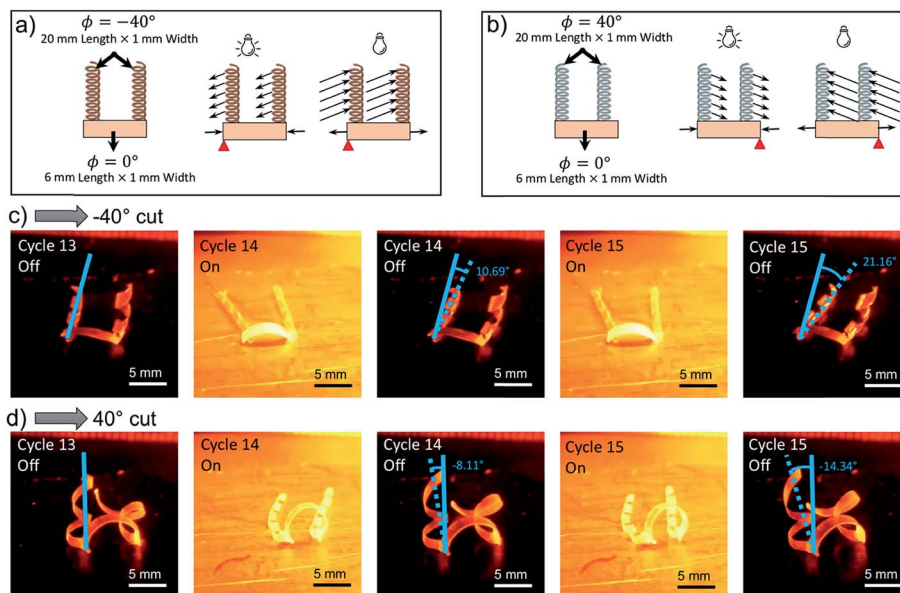 a)
ϕ = −40°
20 mm Length × 1 mm Width
ϕ = 0°
6 mm Length × 1 mm Width
b)
ϕ = 40°
20 mm Length × 1 mm Width
ϕ = 0°
6 mm Length × 1 mm Width
c) -40° cut
Cycle 13
Off
5 mm
Cycle 14
On
5 mm
Cycle 14
Off
10.69°
5 mm
Cycle 15
On
5 mm
Cycle 15
Off
21.16°
5 mm
d) 40° cut
Cycle 13
Off
5 mm
Cycle 14
On
5 mm
Cycle 14
Off
-8.11°
5 mm
Cycle 15
On
5 mm
Cycle 15
Off
-14.34°
5 mm